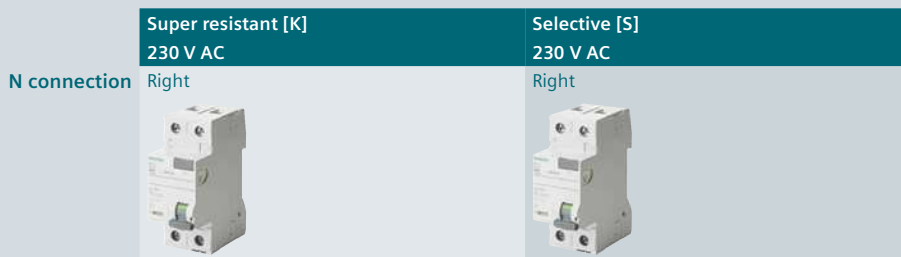 Super resistant [K]
230 V AC
Selective [S]
230 V AC
N connection Right
Right